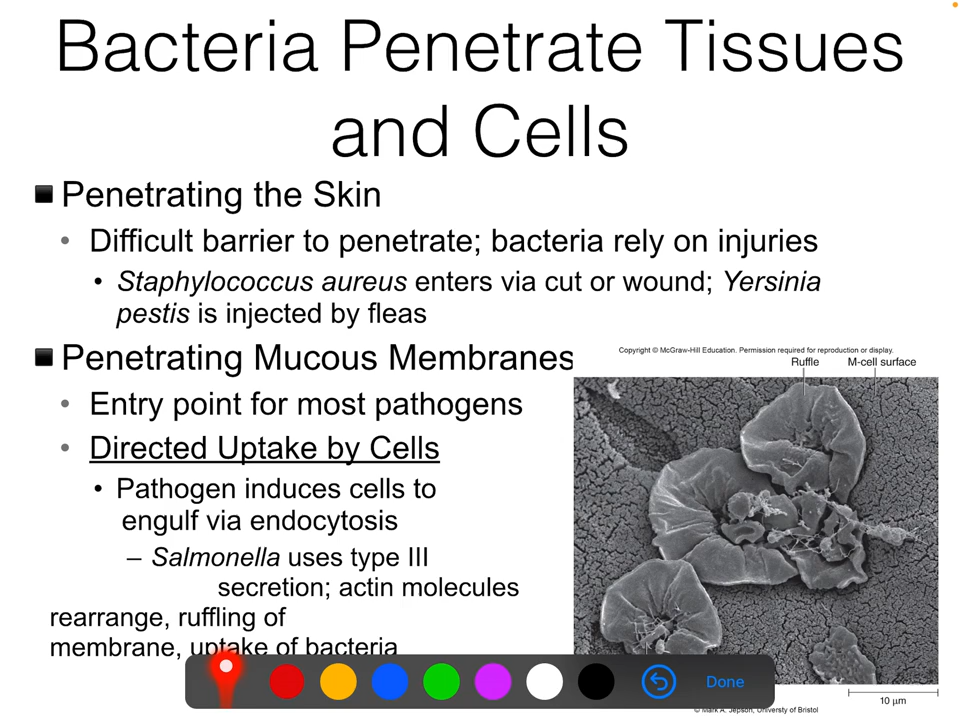 Bacteria Penetrate Tissues
and Cells
Penetrating the Skin
• Difficult barrier to penetrate; bacteria rely on injuries
• Staphylococcus aureus enters via cut or wound; Yersinia
pestis is injected by fleas
Penetrating Mucous Membranes
• Entry point for most pathogens
• Directed Uptake by Cells
• Pathogen induces cells to
engulf via endocytosis
– Salmonella uses type III
secretion; actin molecules
rearrange, ruffling of
membrane, uptake of bacteria
Copyright © McGraw-Hill Education. Permission required for reproduction or display.
Ruffle M-cell surface
10 µm
© Mark A. Jepson, Universty of Bristol
Done